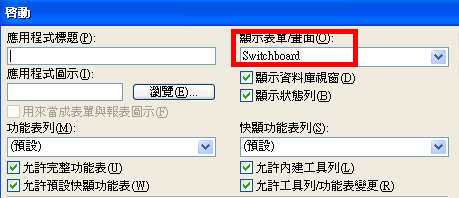 啓動
應用程式標題(P):
顯示表單/畫面(O):
Switchboard
應用程式圖示(I):
瀏覽(E)...
顯示資料庫視窗(D)
顯示狀態列(B)
用來當成表單與報表圖示(F)
功能表列(M):
快顯功能表列(S):
(預設)
(預設)
允許完整功能表(U)
允許內建工具列(L)
允許預設快顯功能表(W)
允許工具列/功能表變更(R)